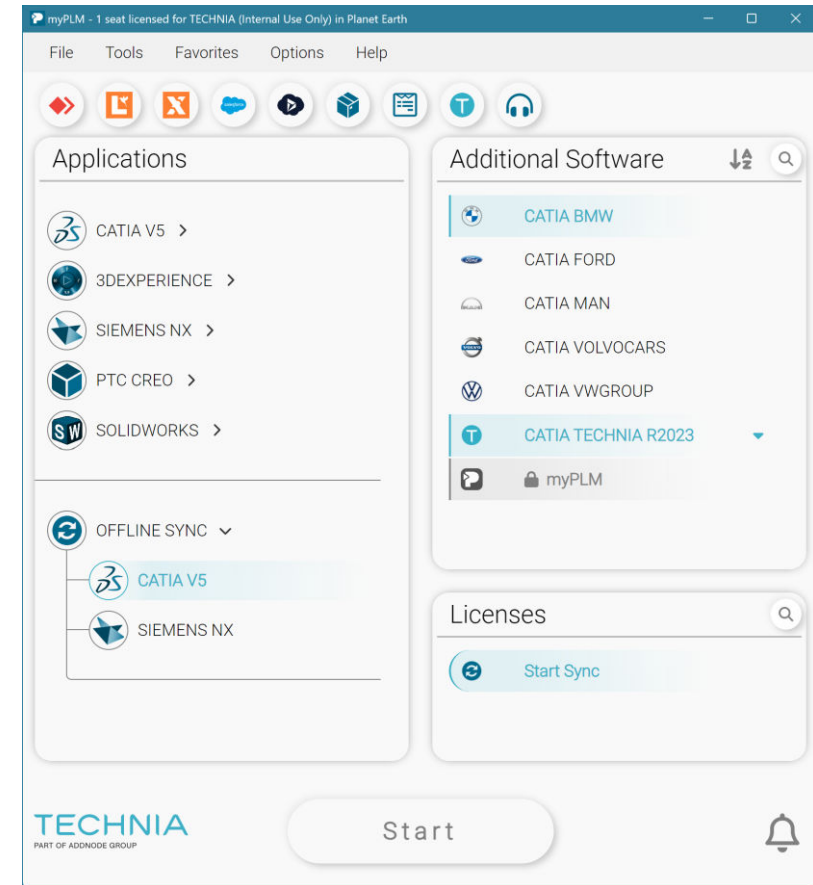 myPLM - 1 seat licensed for TECHNIA (Internal Use Only) in Planet Earth
File Tools Favorites Options Help
Applications
CATIA V5
3DEXPERIENCE
SIEMENS NX
PTC CREO
SOLIDWORKS
OFFLINE SYNC
CATIA V5
SIEMENS NX
Additional Software
CATIA BMW
CATIA FORD
CATIA MAN
CATIA VOLVOCARS
CATIA VWGROUP
CATIA TECHNIA R2023
myPLM
Licenses
Start Sync
TECHNIA
PART OF ADDNODE GROUP
Start